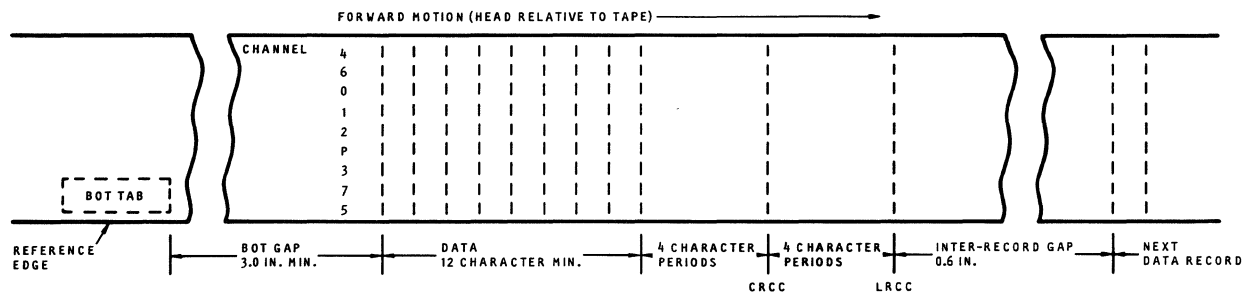 FORWARD MOTION (HEAD RELATIVE TO TAPE)
CHANNEL
4
6
0
1
2
P
3
7
5
BOT TAB
REFERENCE
EDGE
BOT GAP
3.0 IN. MIN.
DATA
12 CHARACTER MIN.
4 CHARACTER
PERIODS
4 CHARACTER
PERIODS
INTER-RECORD GAP
0.6 IN.
NEXT
DATA RECORD
CRCC
LRCC